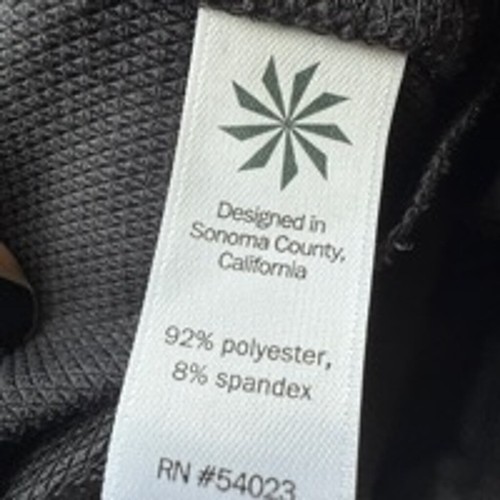 Designed in
Sonoma County,
California
92% polyester,
8% spandex
RN #54023